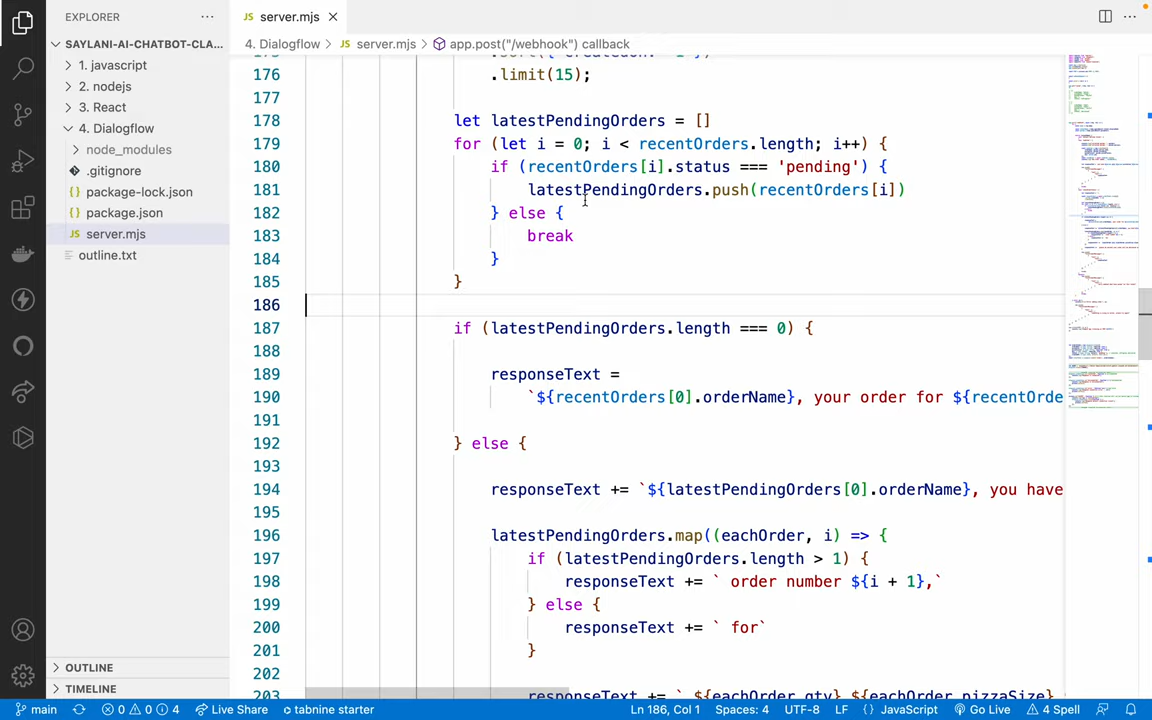 EXPLORER
···
JS server.mjs ×
···
SAYLANI-AI-CHATBOT-CLA...
4. Dialogflow > JS server.mjs > app.post("/webhook") callback
1. javascript
2. nodejs
3. React
4. Dialogflow
node_modules
.gitignore
{} package-lock.json
{} package.json
JS server.mjs
outline.txt
176 .limit(15);
177
178 let latestPendingOrders = []
179 for (let i = 0; i < recentOrders.length; i++) {
180 if (recentOrders[i].status === 'pending') {
181 latestPendingOrders.push(recentOrders[i])
182 } else {
183 break
184 }
185 }
186
187 if (latestPendingOrders.length === 0) {
188
189 responseText =
190 `${recentOrders[0].orderName}, your order for ${recentOrde
191
192 } else {
193
194 responseText += `${latestPendingOrders[0].orderName}, you have
195
196 latestPendingOrders.map((eachOrder, i) => {
197 if (latestPendingOrders.length > 1) {
198 responseText += ` order number ${i + 1},`
199 } else {
200 responseText += ` for`
201 }
202
203 responseText += ` ${eachOrder.qty} ${eachOrder.pizzaSize}
OUTLINE
TIMELINE
main 0 0 4 Live Share tabnine starter Ln 186, Col 1 Spaces: 4 UTF-8 LF {} JavaScript Go Live 4 Spell